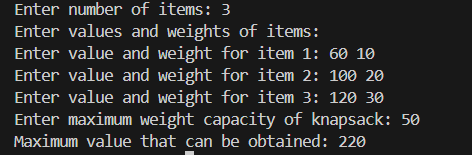 Enter number of items: 3
Enter values and weights of items:
Enter value and weight for item 1: 60 10
Enter value and weight for item 2: 100 20
Enter value and weight for item 3: 120 30
Enter maximum weight capacity of knapsack: 50
Maximum value that can be obtained: 220